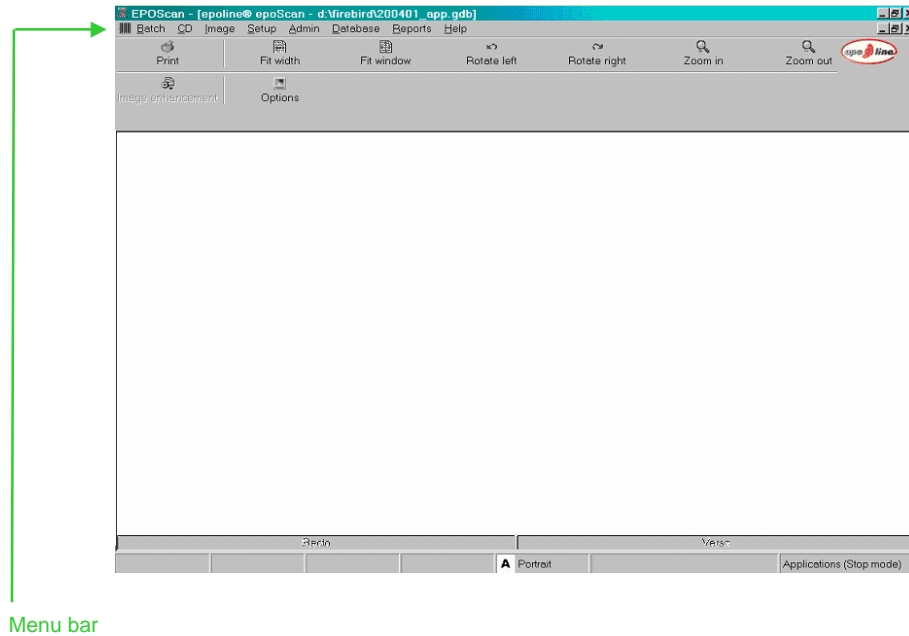 EPOScan - [epoline® epoScan - d:\firebird\200401_app.gdb]
Batch CD Image Setup Admin Database Reports Help
Print Fit width Fit window Rotate left Rotate right Zoom in Zoom out epo line
Image enhancement Options
Recto Verso
A Portrait Applications (Stop mode)
Menu bar